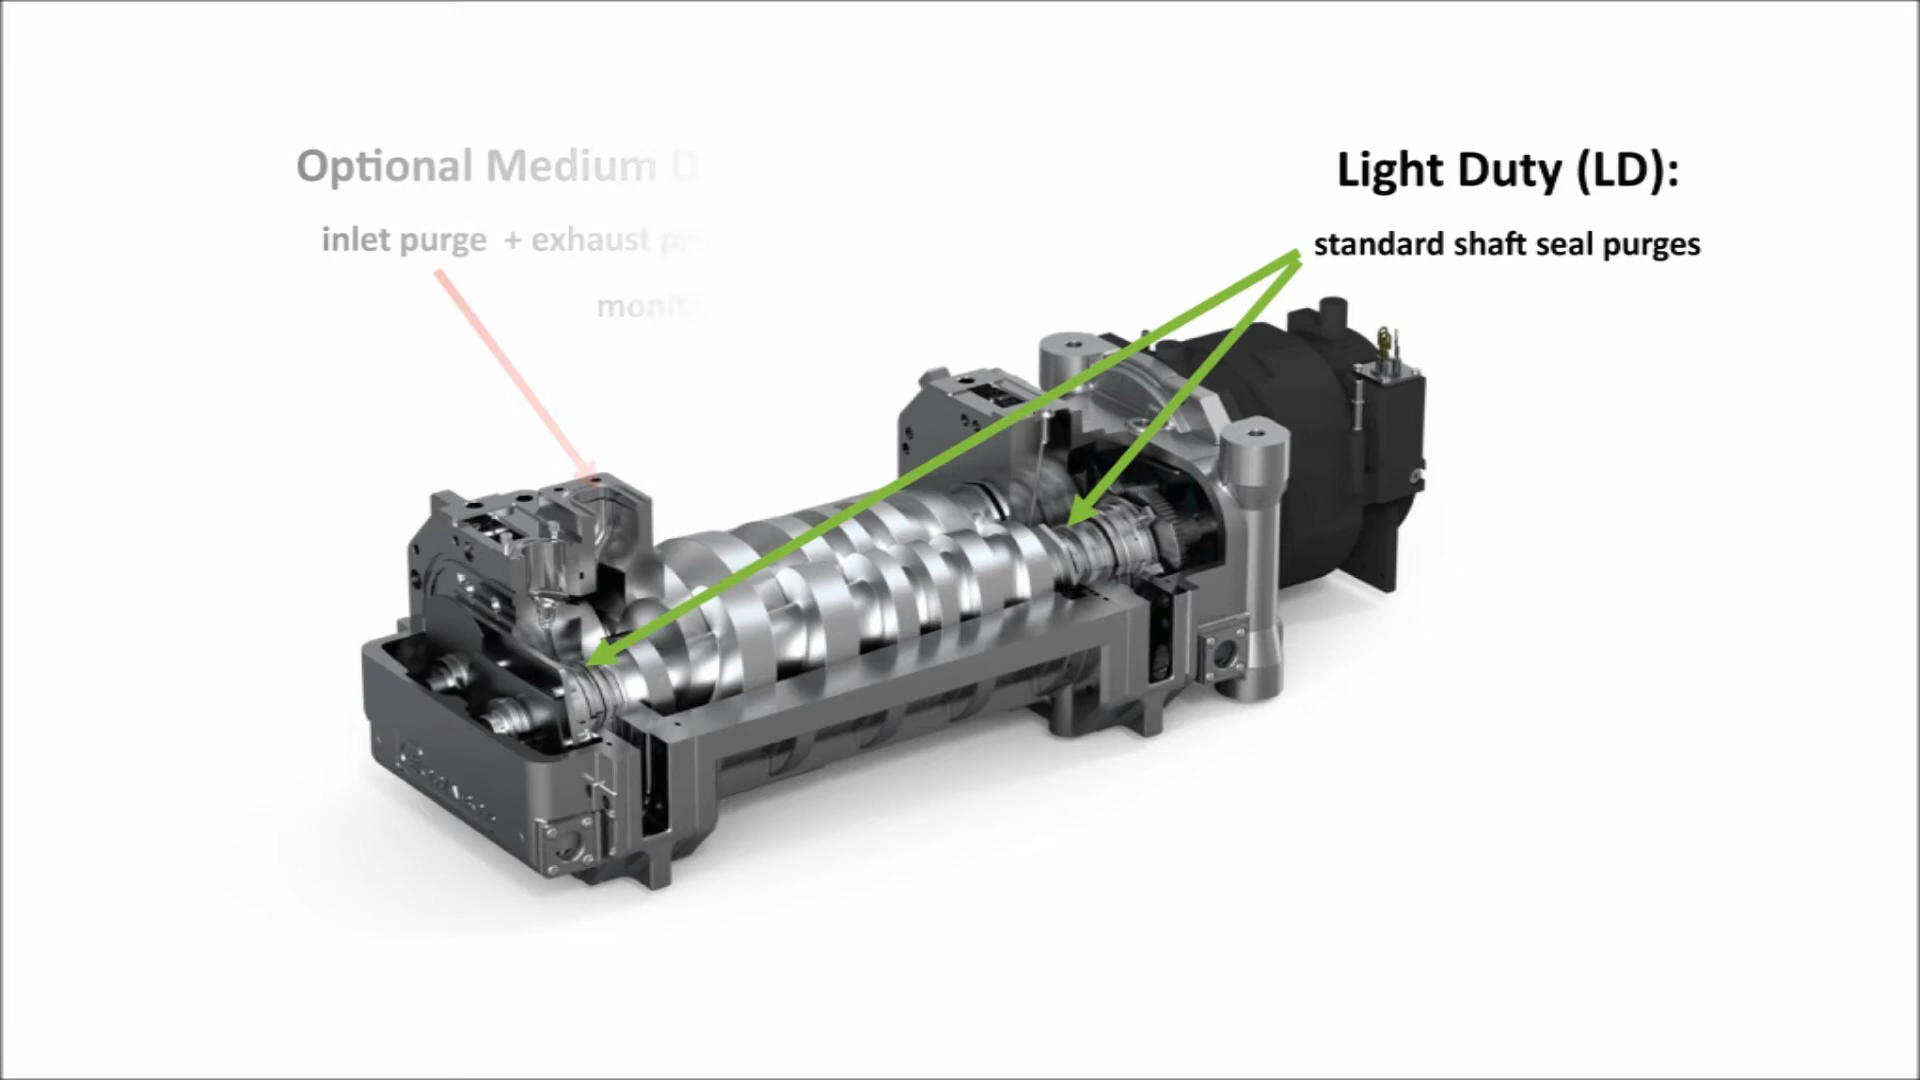 Optional Medium D
inlet purge + exhaust
Light Duty (LD):
standard shaft seal purges